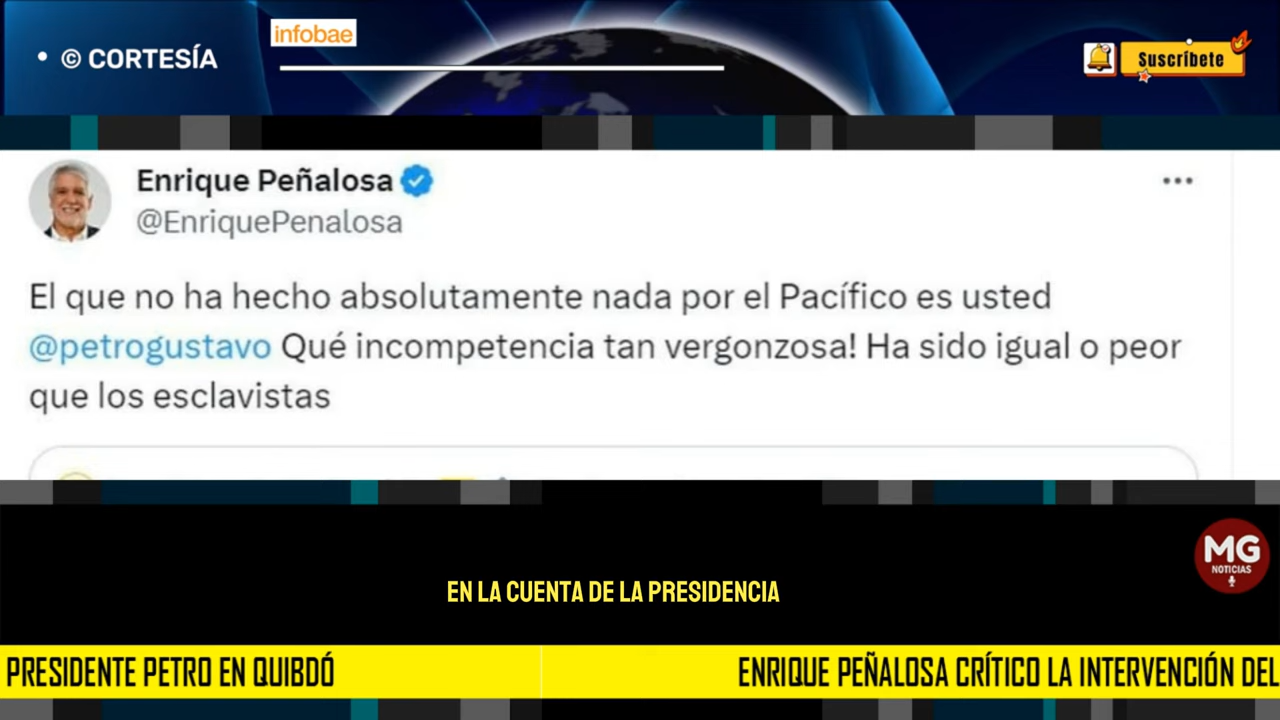 © CORTESÍA
infobae
Suscríbete
Enrique Peñalosa
@EnriquePenalosa
El que no ha hecho absolutamente nada por el Pacífico es usted
@petrogustavo Qué incompetencia tan vergonzosa! Ha sido igual o peor
que los esclavistas
MG
NOTICIAS
EN LA CUENTA DE LA PRESIDENCIA
PRESIDENTE PETRO EN QUIBDÓ
ENRIQUE PEÑALOSA CRÍTICO LA INTERVENCIÓN DEL